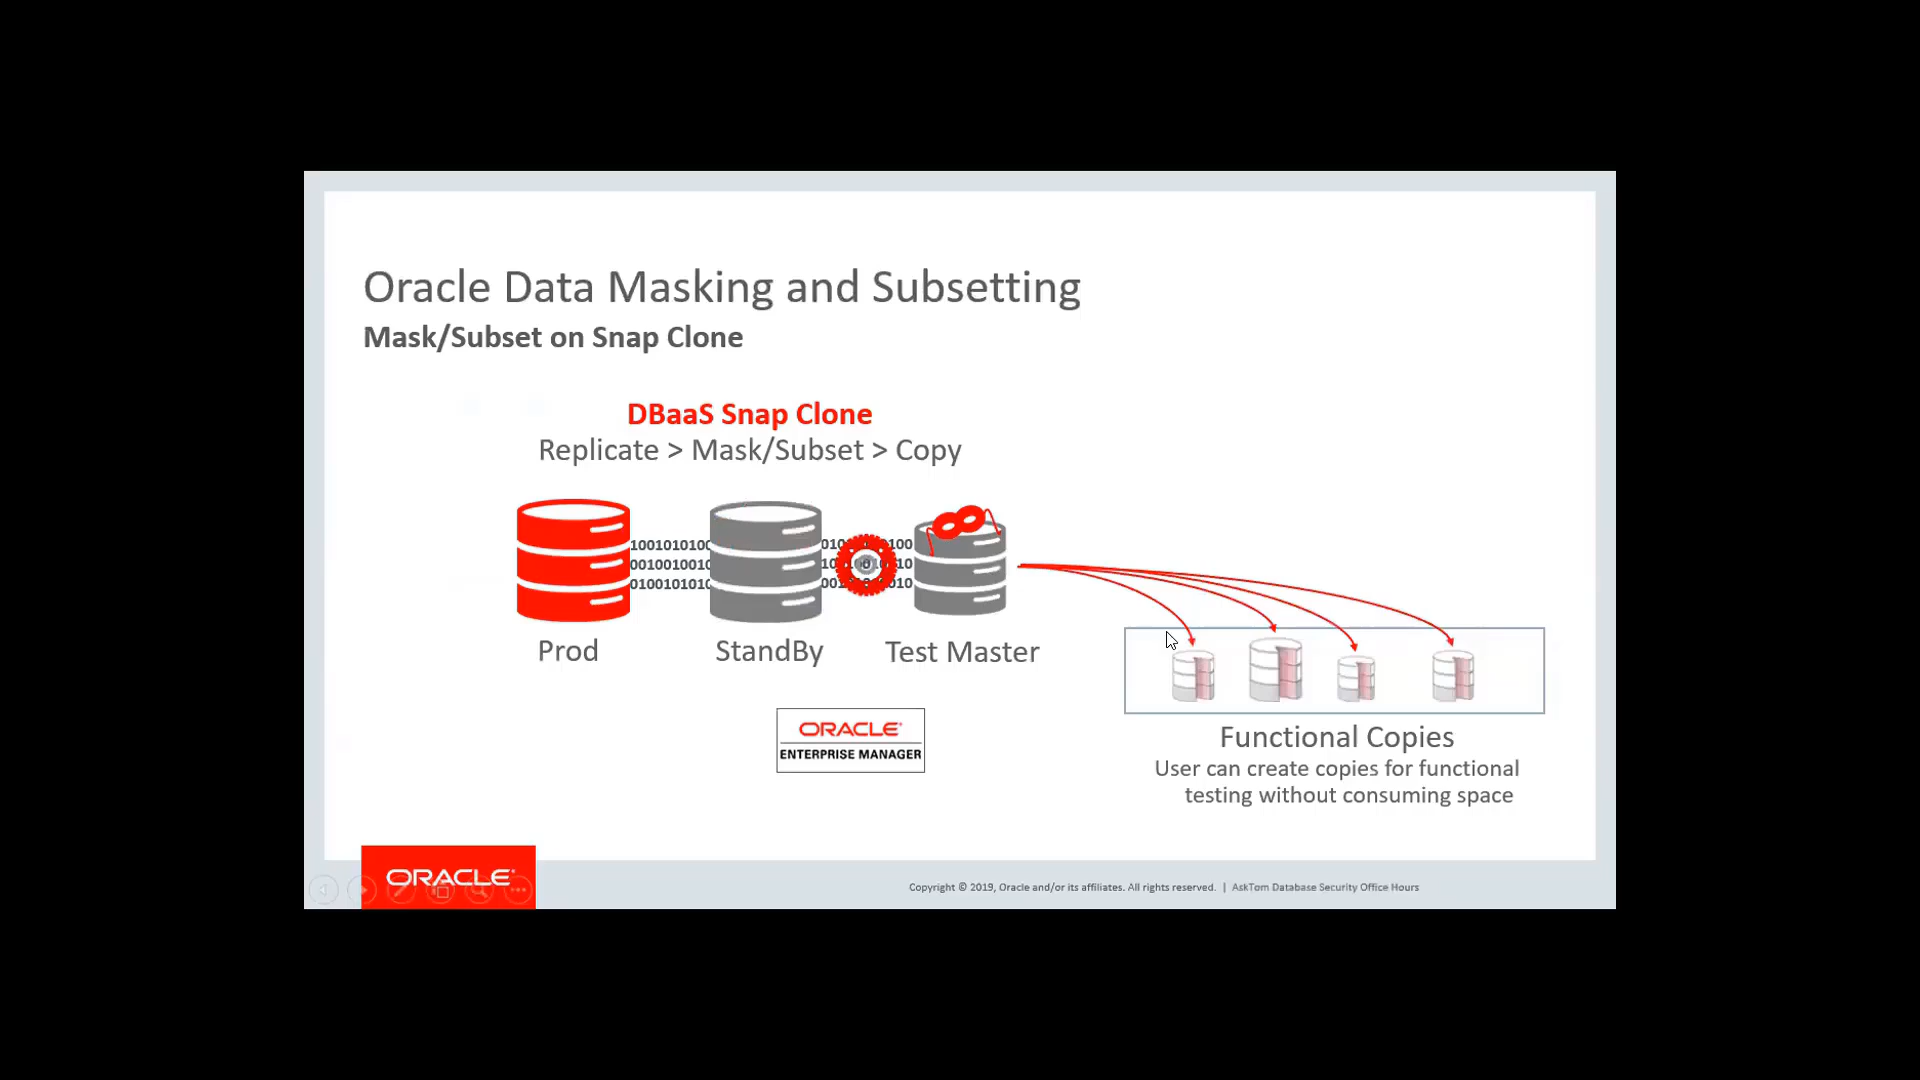 Oracle Data Masking and Subsetting
Mask/Subset on Snap Clone
DBaaS Snap Clone
Replicate > Mask/Subset > Copy
1001010100
001001001
010010101
Prod
StandBy
Test Master
ORACLE
ENTERPRISE MANAGER
Functional Copies
User can create copies for functional
testing without consuming space
ORACLE
Copyright © 2019, Oracle and/or its affiliates. All rights reserved. | AskTom Database Security Office Hours